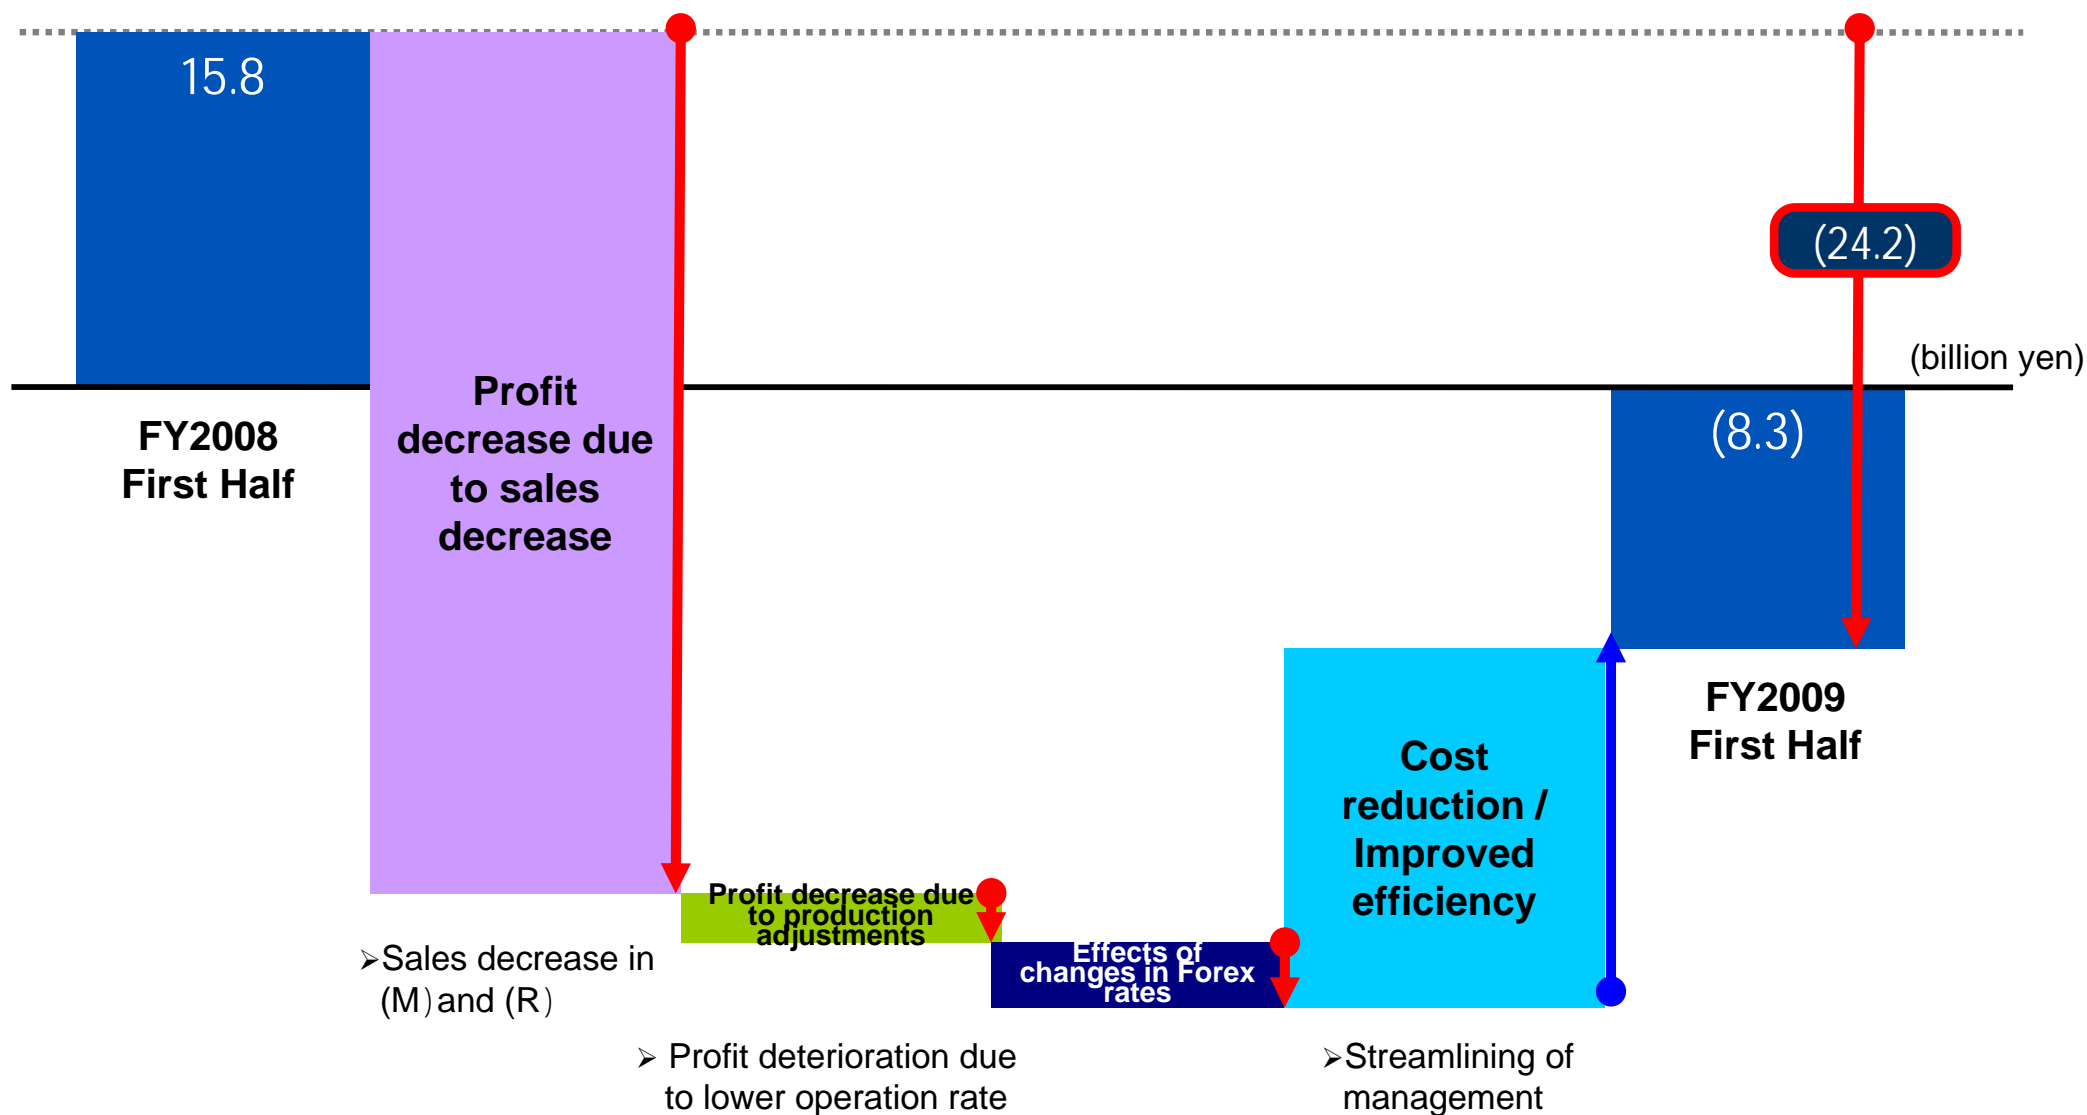 15.8
(24.2)
(billion yen)
Profit
decrease due
to sales
decrease
FY2008
First Half
(8.3)
FY2009
First Half
Cost
reduction /
Improved
efficiency
Profit decrease due
to production
adjustments
Effects of
changes in Forex
rates
➢Sales decrease in
(M) and (R)
➢ Profit deterioration due
to lower operation rate
➢Streamlining of
management